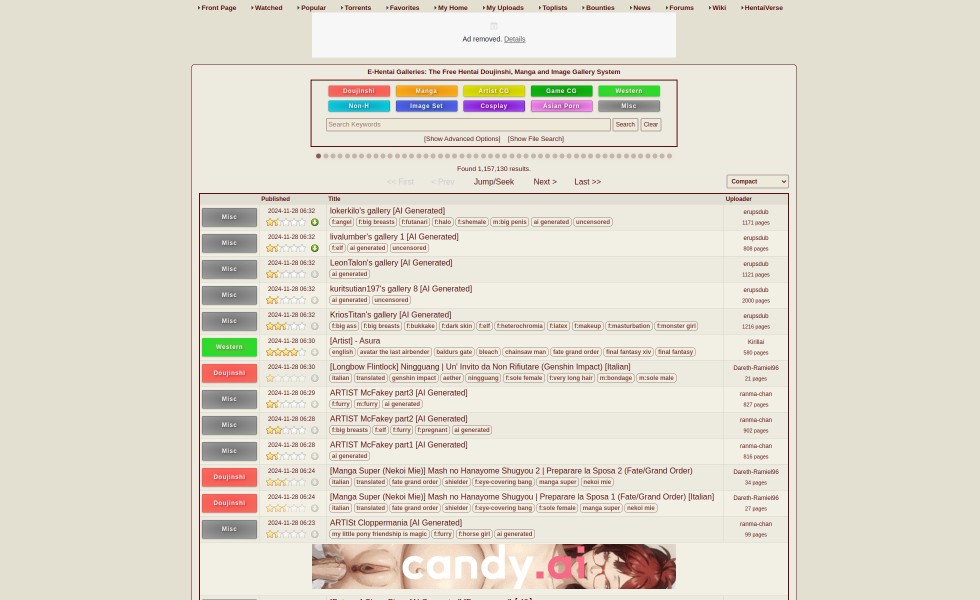 Front Page Watched Popular Torrents Favorites My Home My Uploads Toplists Bounties News Forums Wiki HentaiVerse
Ad removed. Details
E-Hentai Galleries: The Free Hentai Doujinshi, Manga and Image Gallery System
Doujinshi Manga Artist CG Game CG Western
Non-H Image Set Cosplay Asian Porn Misc
Search Keywords Search Clear
[Show Advanced Options] [Show File Search]
Found 1,157,130 results.
<< First < Prev Jump/Seek Next > Last >> Compact
Published Title Uploader
Misc 2024-11-28 06:32 lokerkilo's gallery [AI Generated] erupsdub
f:angel f:big breasts f:futanari f:halo f:shemale m:big penis ai generated uncensored 1171 pages
Misc 2024-11-28 06:32 livalumber's gallery 1 [AI Generated] erupsdub
f:elf ai generated uncensored 808 pages
Misc 2024-11-28 06:32 LeonTalon's gallery [AI Generated] erupsdub
ai generated 1121 pages
Misc 2024-11-28 06:32 kuritsutian197's gallery 8 [AI Generated] erupsdub
ai generated uncensored 2000 pages
Misc 2024-11-28 06:32 KriosTitan's gallery [AI Generated] erupsdub
f:big ass f:big breasts f:bukkake f:dark skin f:elf f:heterochromia f:latex f:makeup f:masturbation f:monster girl 1216 pages
Western 2024-11-28 06:30 [Artist] - Asura Kirillai
english avatar the last airbender baldurs gate bleach chainsaw man fate grand order final fantasy xiv final fantasy 580 pages
Doujinshi 2024-11-28 06:30 [Longbow Flintlock] Ningguang | Un' Invito da Non Rifiutare (Genshin Impact) [Italian] Dareth-Ramiel96
italian translated genshin impact aether ningguang f:sole female f:very long hair m:bondage m:sole male 21 pages
Misc 2024-11-28 06:29 ARTIST McFakey part3 [AI Generated] ranma-chan
f:furry m:furry ai generated 827 pages
Misc 2024-11-28 06:28 ARTIST McFakey part2 [AI Generated] ranma-chan
f:big breasts f:elf f:furry f:pregnant ai generated 902 pages
Misc 2024-11-28 06:28 ARTIST McFakey part1 [AI Generated] ranma-chan
ai generated 816 pages
Doujinshi 2024-11-28 06:24 [Manga Super (Nekoi Mie)] Mash no Hanayome Shugyou 2 | Preparare la Sposa 2 (Fate/Grand Order) Dareth-Ramiel96
italian translated fate grand order shielder f:eye-covering bang manga super nekoi mie 34 pages
Doujinshi 2024-11-28 06:24 [Manga Super (Nekoi Mie)] Mash no Hanayome Shugyou | Preparare la Sposa 1 (Fate/Grand Order) [Italian] Dareth-Ramiel96
italian translated fate grand order shielder f:eye-covering bang f:sole female manga super nekoi mie 27 pages
Misc 2024-11-28 06:23 ARTISt Cloppermania [AI Generated] ranma-chan
my little pony friendship is magic f:furry f:horse girl ai generated 99 pages
candy.ai